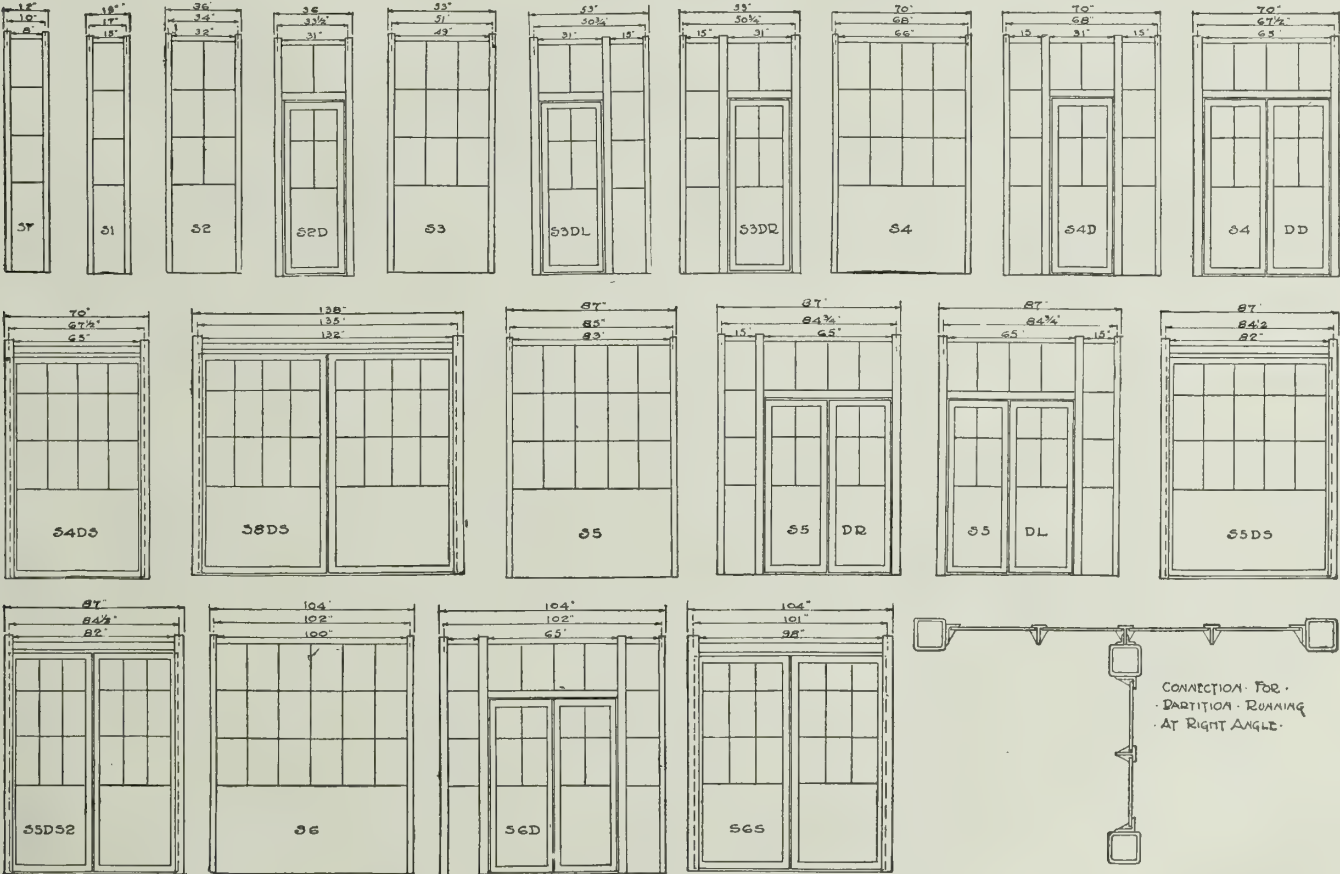 12" 18" 36' 36 53" 53" 53" 70" 70" 70"
10" 17" 34" 33½" 51' 50¾" 50¾" 68' 68" 67½"
8" 15" 32" 31" 49" 31" 15" 15" 31" 66" 15 31" 15" 65'
S1 S2 S2D S3 S3DL S3DR S4 S4D S4 DD
70" 138" 87" 87' 87' 87'
67½" 135" 85" 84¾" 84¾" 84½
65" 132" 83' 15' 65" 65' 15" 82"
S4DS S8DS S5 S5 DR S5 DL S5DS
87" 104' 104" 104"
84½" 102" 102" 101"
82" 100" 65' 98"
S5DS2 S6 S6D S6S
CONNECTION · FOR ·
· PARTITION · RUNNING
· AT RIGHT ANGLE ·